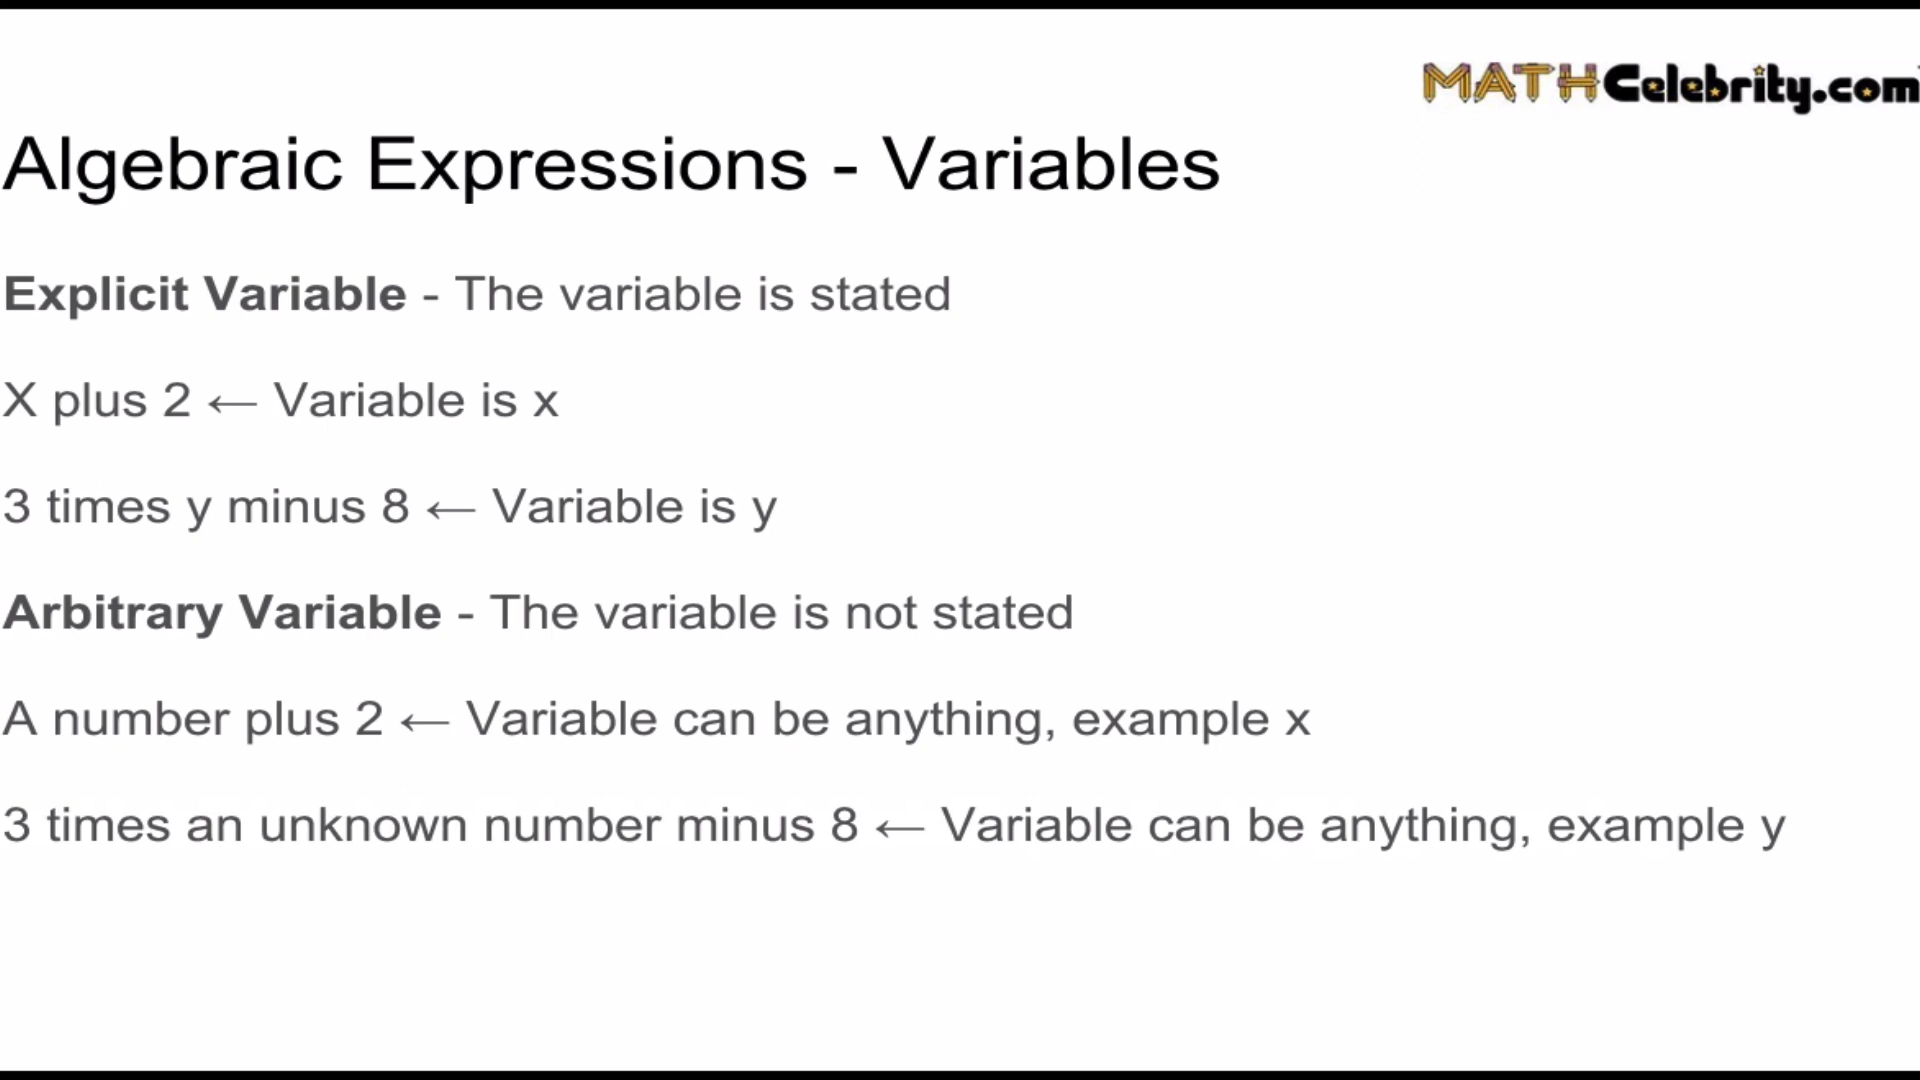 MATHCelebrity.com
Algebraic Expressions - Variables
Explicit Variable - The variable is stated
X plus 2 ← Variable is x
3 times y minus 8 ← Variable is y
Arbitrary Variable - The variable is not stated
A number plus 2 ← Variable can be anything, example x
3 times an unknown number minus 8 ← Variable can be anything, example y